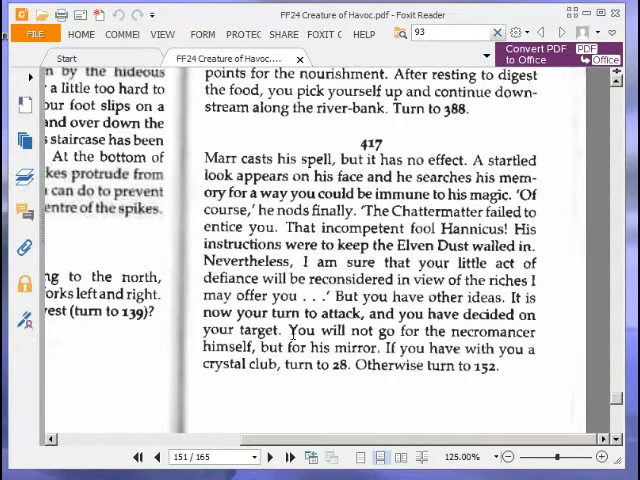 FF24 Creature of Havoc.pdf - Foxit Reader
FILE HOME COMMEI VIEW FORM PROTEC SHARE FOXIT C HELP 93
Start
FF24 Creature of Havoc....
Convert PDF to Office
PDF
Office
n by the hideous
a little too hard to
our foot slips on a
and over down the
staircase has been
At the bottom of
kes protrude from
can do to prevent
entre of the spikes.
ng to the north,
forks left and right.
vest (turn to 139)?
points for the nourishment. After resting to digest
the food, you pick yourself up and continue down-
stream along the river-bank. Turn to 388.
417
Marr casts his spell, but it has no effect. A startled
look appears on his face and he searches his mem-
ory for a way you could be immune to his magic. 'Of
course,' he nods finally. 'The Chattermatter failed to
entice you. That incompetent fool Hannicus! His
instructions were to keep the Elven Dust walled in.
Nevertheless, I am sure that your little act of
defiance will be reconsidered in view of the riches I
may offer you . . .' But you have other ideas. It is
now your turn to attack, and you have decided on
your target. You will not go for the necromancer
himself, but for his mirror. If you have with you a
crystal club, turn to 28. Otherwise turn to 152.
151 / 165
125.00%